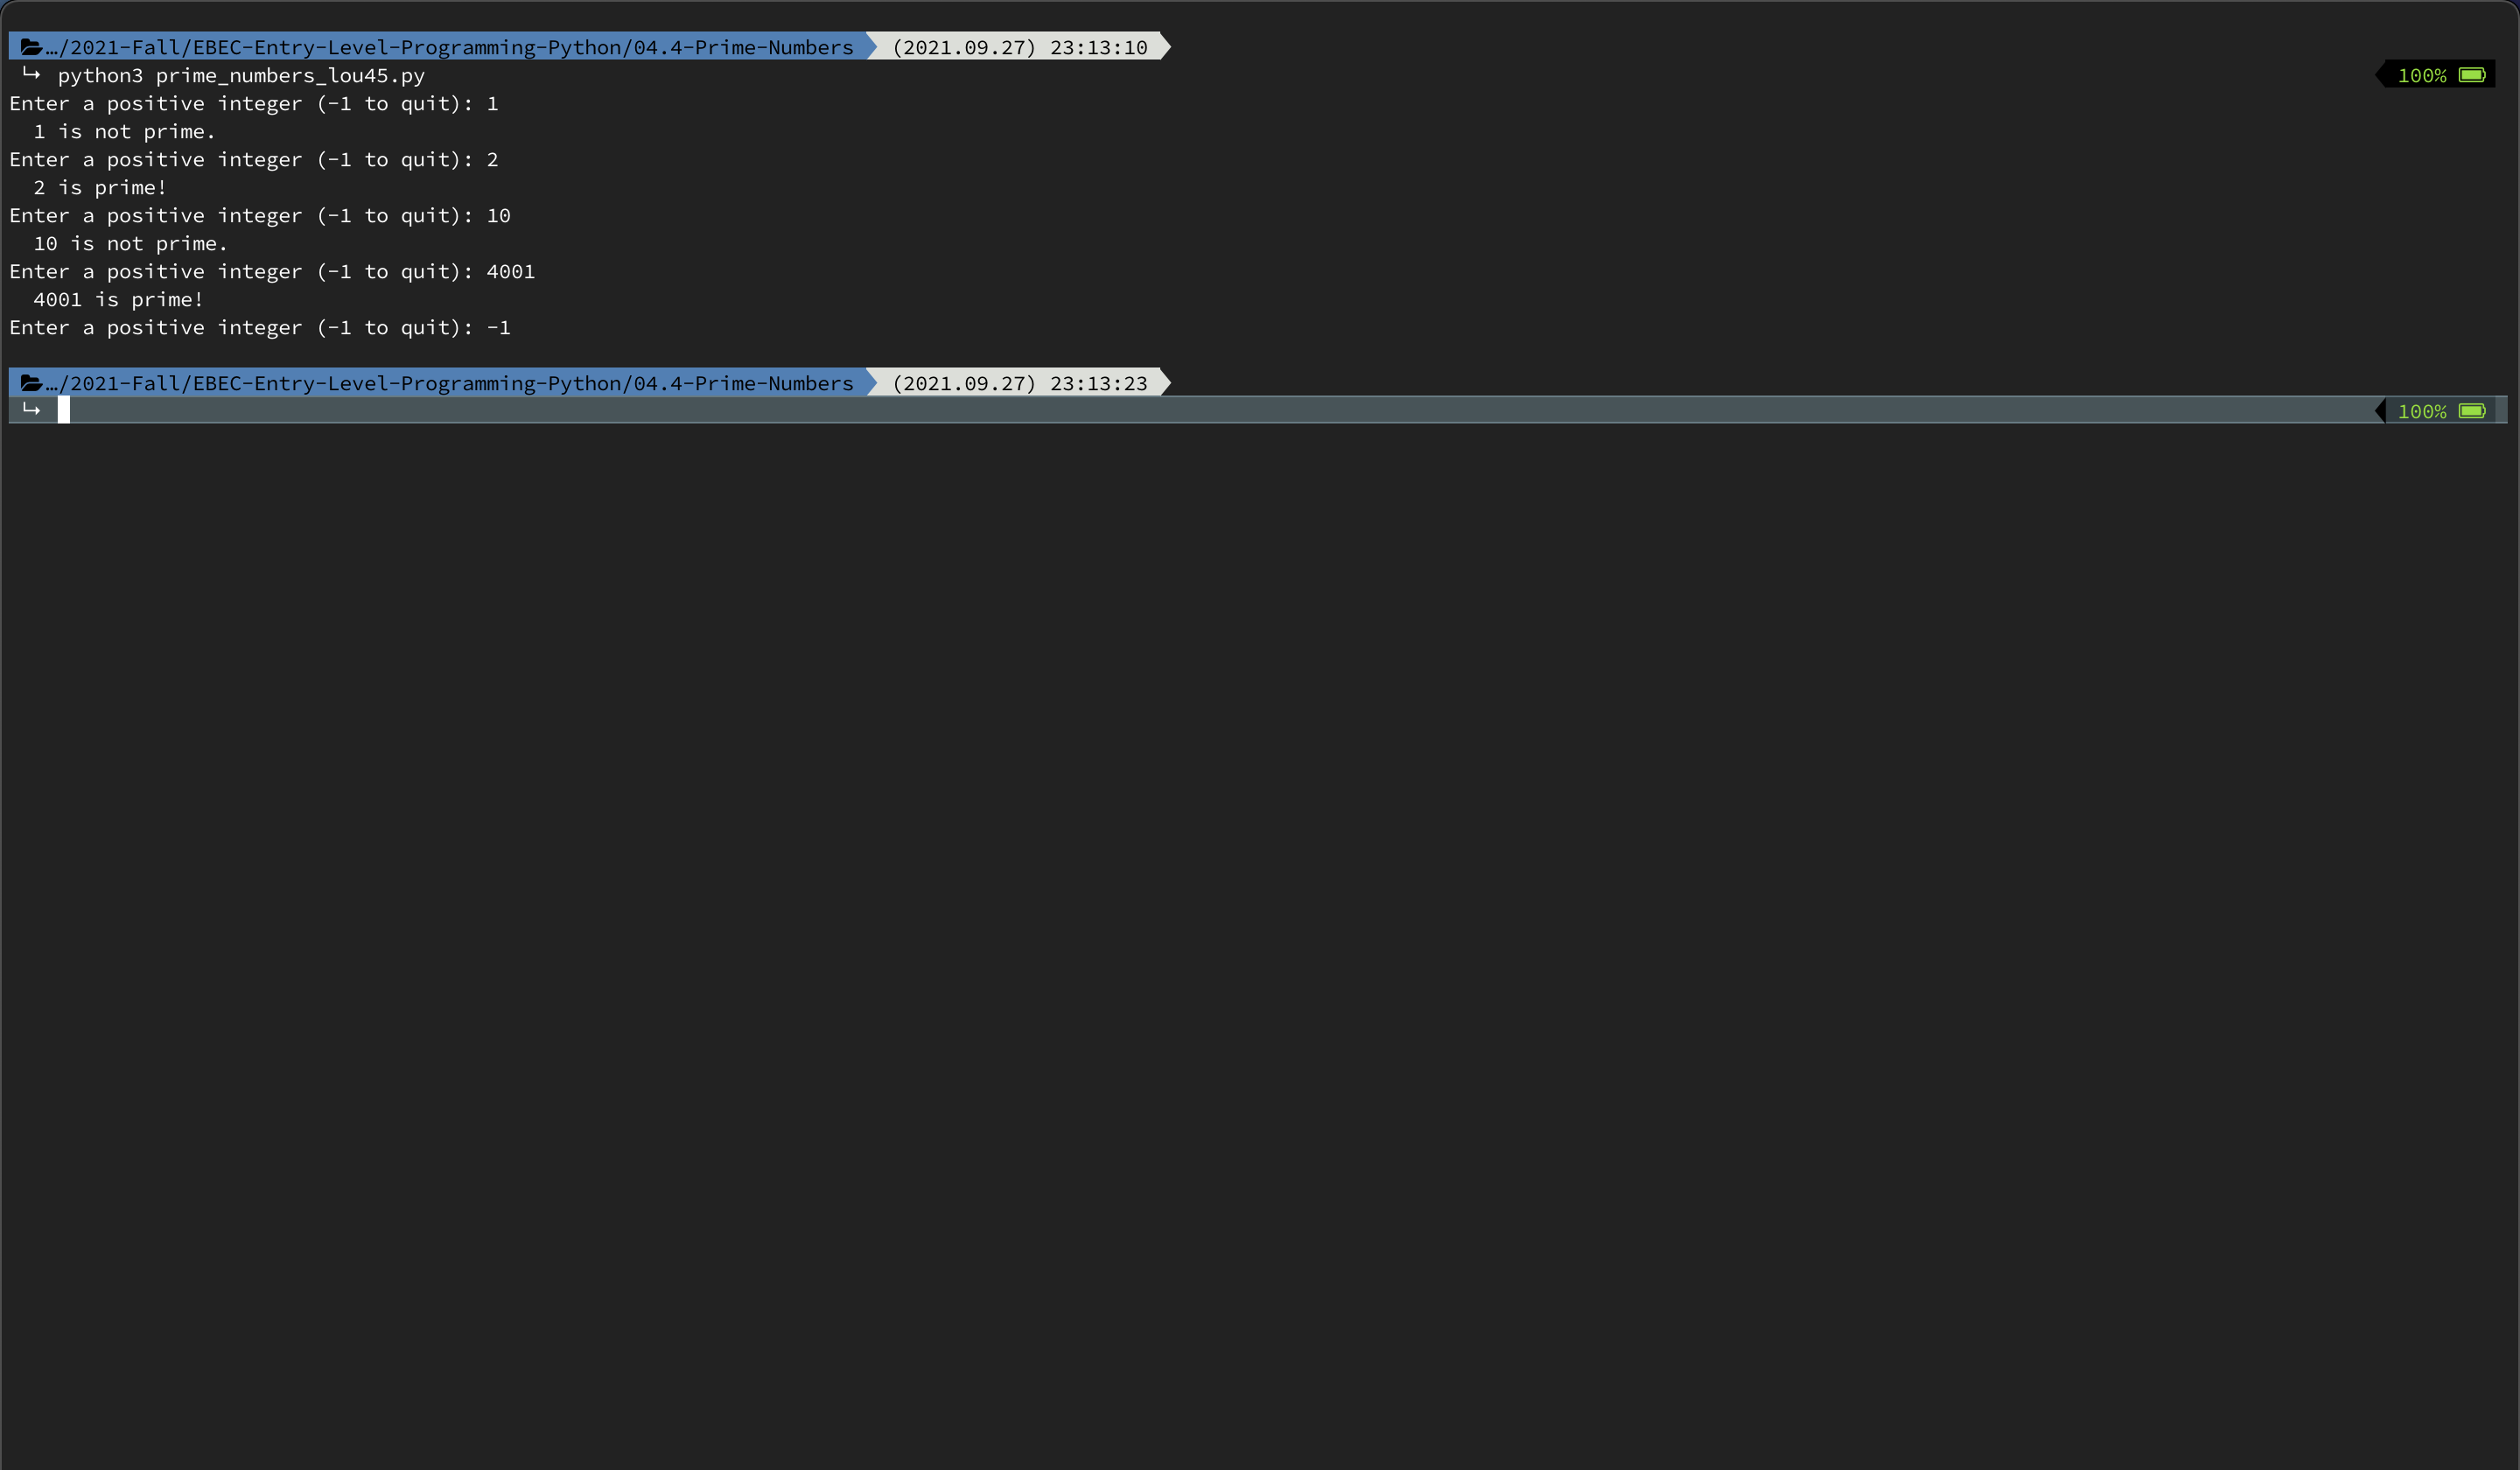 …/2021-Fall/EBEC-Entry-Level-Programming-Python/04.4-Prime-Numbers (2021.09.27) 23:13:10
python3 prime_numbers_lou45.py 100%
Enter a positive integer (-1 to quit): 1
1 is not prime.
Enter a positive integer (-1 to quit): 2
2 is prime!
Enter a positive integer (-1 to quit): 10
10 is not prime.
Enter a positive integer (-1 to quit): 4001
4001 is prime!
Enter a positive integer (-1 to quit): -1
…/2021-Fall/EBEC-Entry-Level-Programming-Python/04.4-Prime-Numbers (2021.09.27) 23:13:23
100%